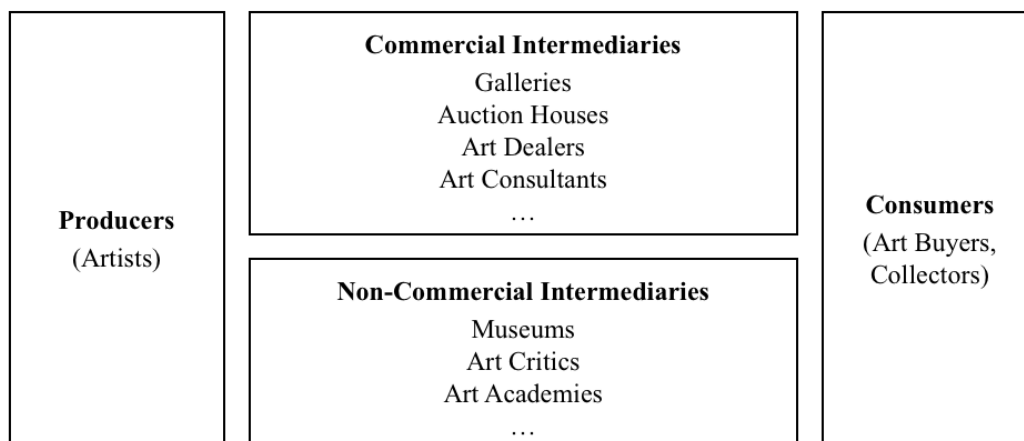 Producers
(Artists)
Commercial Intermediaries
Galleries
Auction Houses
Art Dealers
Art Consultants
…
Non-Commercial Intermediaries
Museums
Art Critics
Art Academies
…
Consumers
(Art Buyers,
Collectors)